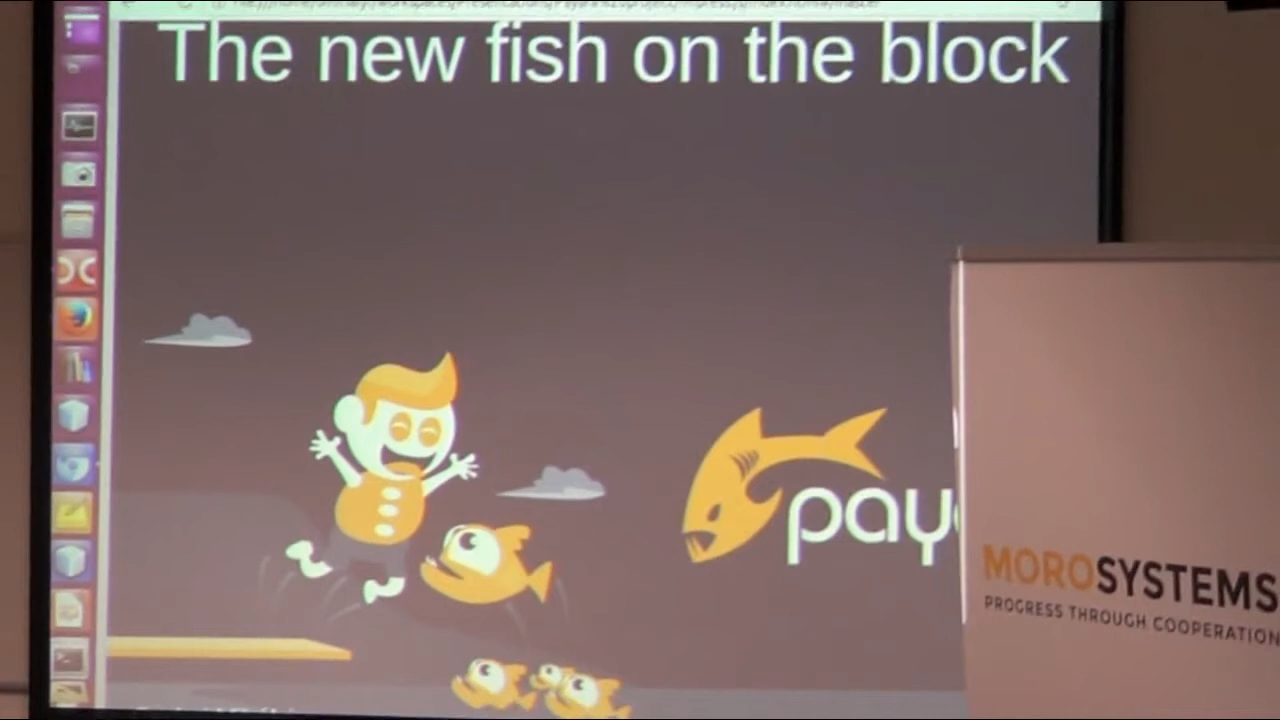 The new fish on the block
pay
MOROSYSTEMS
PROGRESS THROUGH COOPERATION